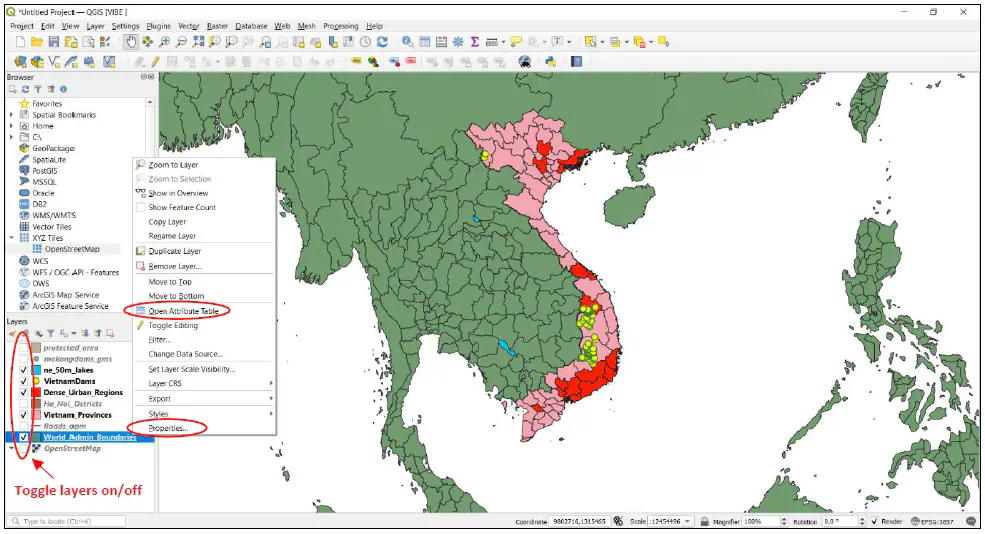 *Untitled Project — QGIS [VIBE ]
Project Edit View Layer Settings Plugins Vector Raster Database Web Mesh Processing Help
Browser
Favorites
Spatial Bookmarks
Home
C:\
GeoPackage
SpatiaLite
PostGIS
MSSQL
Oracle
DB2
WMS/WMTS
Vector Tiles
XYZ Tiles
OpenStreetMap
WCS
WFS / OGC API - Features
OWS
ArcGIS Map Service
ArcGIS Feature Service
Layers
protected_area
mekongdams_gms
ne_50m_lakes
VietnamDams
Dense_Urban_Regions
Ha_Noi_Dstricts
Vietnam_Provinces
Roads_apm
World_Admin_Boundaries
OpenStreetMap
Toggle layers on/off
Zoom to Layer
Zoom to Selection
Show in Overview
Show Feature Count
Copy Layer
Rename Layer
Duplicate Layer
Remove Layer...
Move to Top
Move to Bottom
Open Attribute Table
Toggle Editing
Filter...
Change Data Source...
Set Layer Scale Visibility...
Layer CRS
Export
Styles
Properties...
Type to locate (Ctrl+K)
Coordinate 9802716,1315465 Scale :12454496 Magnifier 100% Rotation 0.0 ° Render EPSG:3857